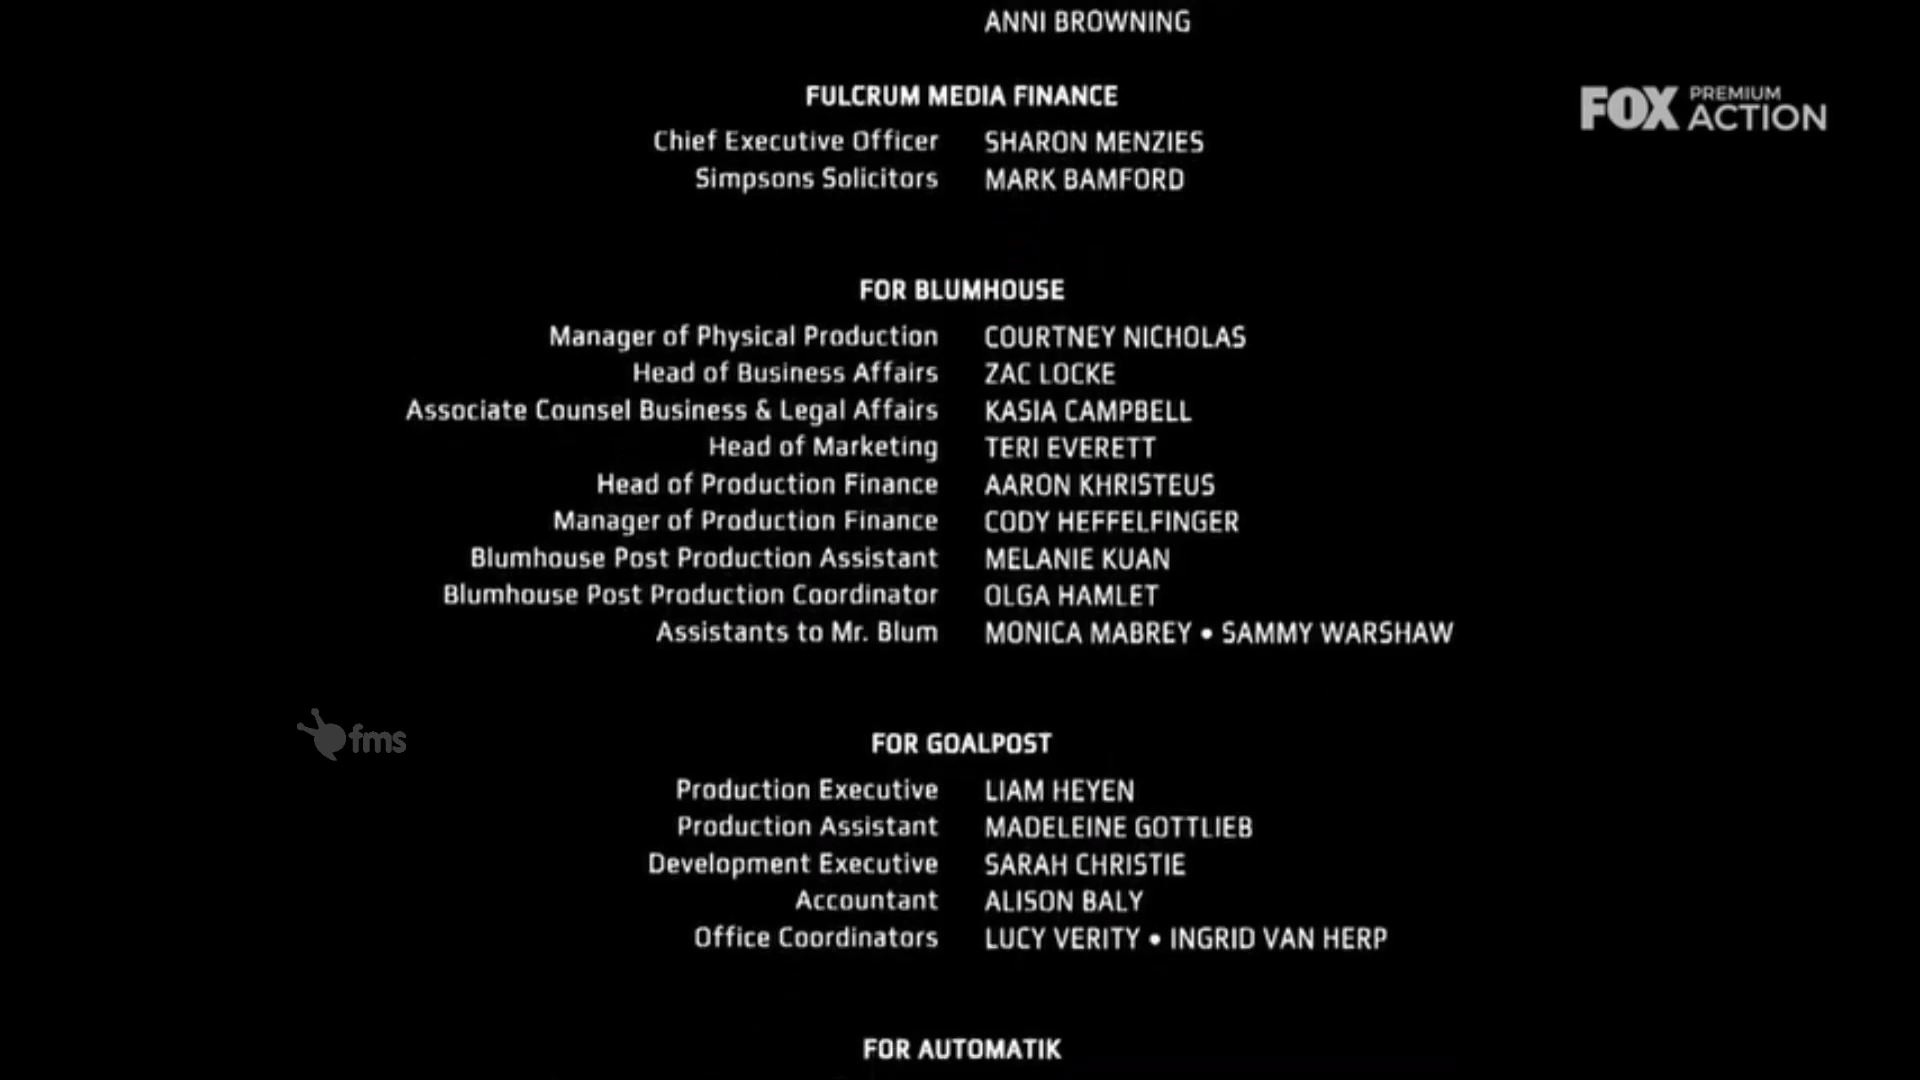 ANNI BROWNING
FULCRUM MEDIA FINANCE
FOX PREMIUM ACTION
Chief Executive Officer SHARON MENZIES
Simpsons Solicitors MARK BAMFORD
FOR BLUMHOUSE
Manager of Physical Production COURTNEY NICHOLAS
Head of Business Affairs ZAC LOCKE
Associate Counsel Business & Legal Affairs KASIA CAMPBELL
Head of Marketing TERI EVERETT
Head of Production Finance AARON KHRISTEUS
Manager of Production Finance CODY HEFFELFINGER
Blumhouse Post Production Assistant MELANIE KUAN
Blumhouse Post Production Coordinator OLGA HAMLET
Assistants to Mr. Blum MONICA MABREY • SAMMY WARSHAW
fms
FOR GOALPOST
Production Executive LIAM HEYEN
Production Assistant MADELEINE GOTTLIEB
Development Executive SARAH CHRISTIE
Accountant ALISON BALY
Office Coordinators LUCY VERITY • INGRID VAN HERP
FOR AUTOMATIK